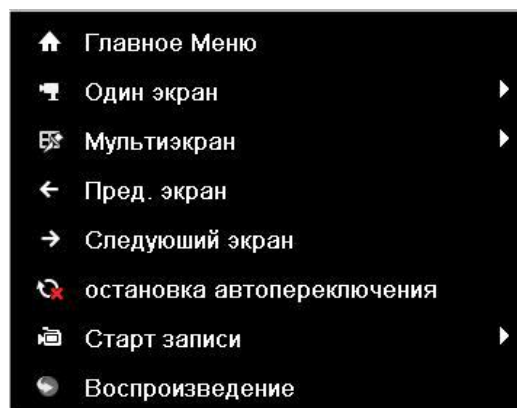 Главное Меню
Один экран
Мультиэкран
Пред. экран
Следуюший экран
остановка автопереключения
Старт записи
Воспроизведение